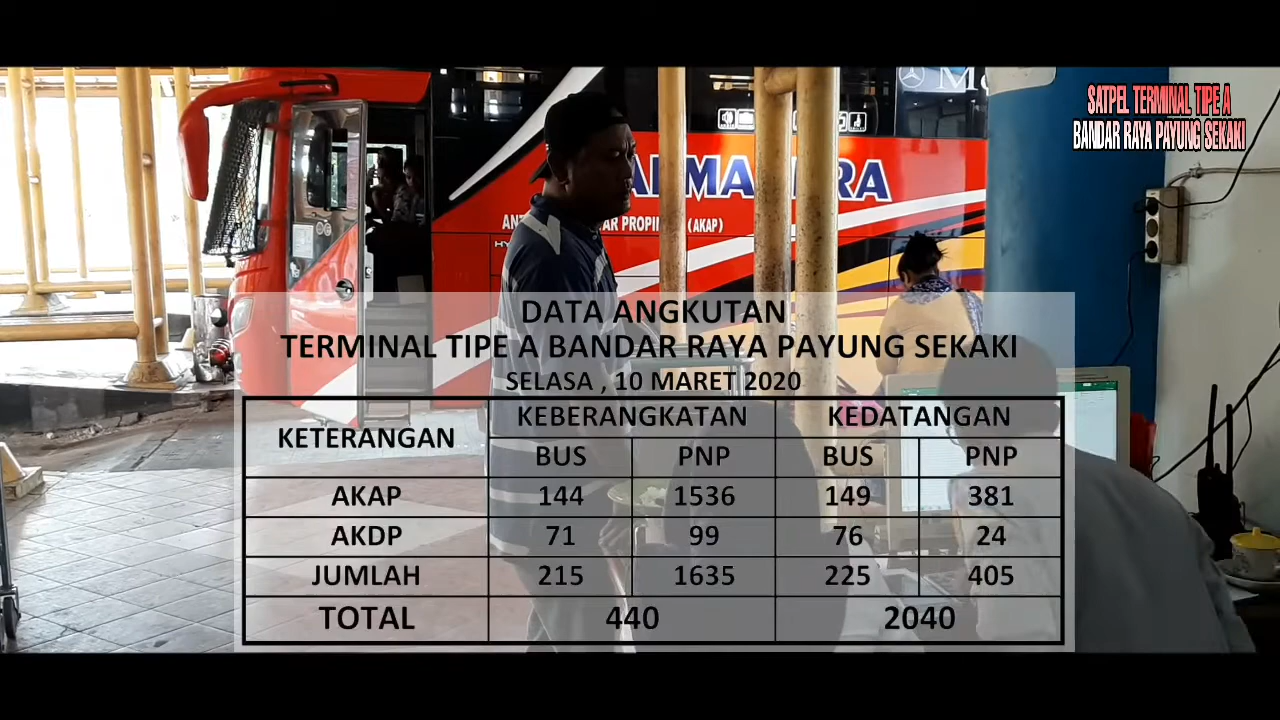 SATPEL TERMINAL TIPE A
BANDAR RAYA PAYUNG SEKAKI
(AKAP)
DATA ANGKUTAN
TERMINAL TIPE A BANDAR RAYA PAYUNG SEKAKI
SELASA , 10 MARET 2020
KETERANGAN KEBERANGKATAN KEDATANGAN
BUS PNP BUS PNP
AKAP 144 1536 149 381
AKDP 71 99 76 24
JUMLAH 215 1635 225 405
TOTAL 440 2040